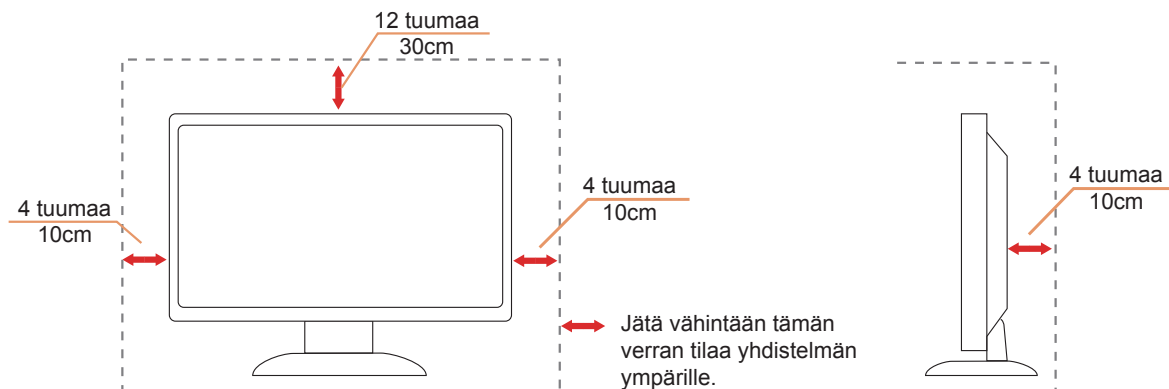 12 tuumaa
30cm
4 tuumaa
10cm
4 tuumaa
10cm
4 tuumaa
10cm
Jätä vähintään tämän
verran tilaa yhdistelmän
ympärille.